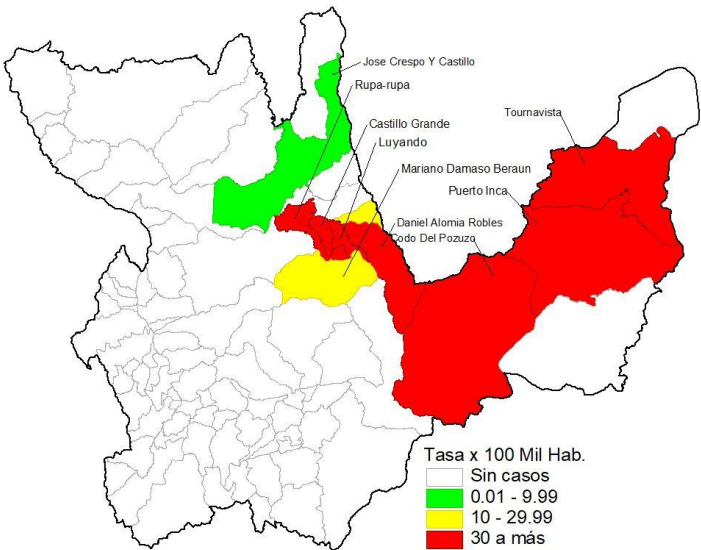 Jose Crespo Y Castillo
Rupa-rupa
Castillo Grande
Luyando
Tournavista
Mariano Damaso Beraun
Puerto Inca
Daniel Alomia Robles
Codo Del Pozuzo
Tasa x 100 Mil Hab.
Sin casos
0.01 - 9.99
10 - 29.99
30 a más